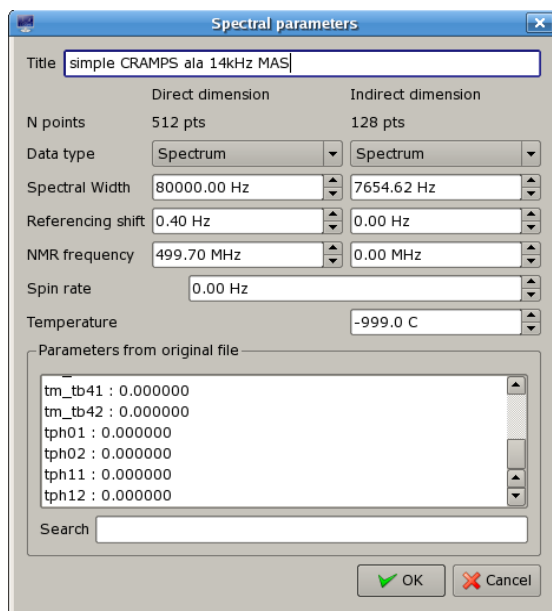 Spectral parameters
Title simple CRAMPS ala 14kHz MAS
Direct dimension Indirect dimension
N points 512 pts 128 pts
Data type Spectrum Spectrum
Spectral Width 80000.00 Hz 7654.62 Hz
Referencing shift 0.40 Hz 0.00 Hz
NMR frequency 499.70 MHz 0.00 MHz
Spin rate 0.00 Hz
Temperature -999.0 C
Parameters from original file
tm_tb41 : 0.000000
tm_tb42 : 0.000000
tph01 : 0.000000
tph02 : 0.000000
tph11 : 0.000000
tph12 : 0.000000
Search
OK Cancel